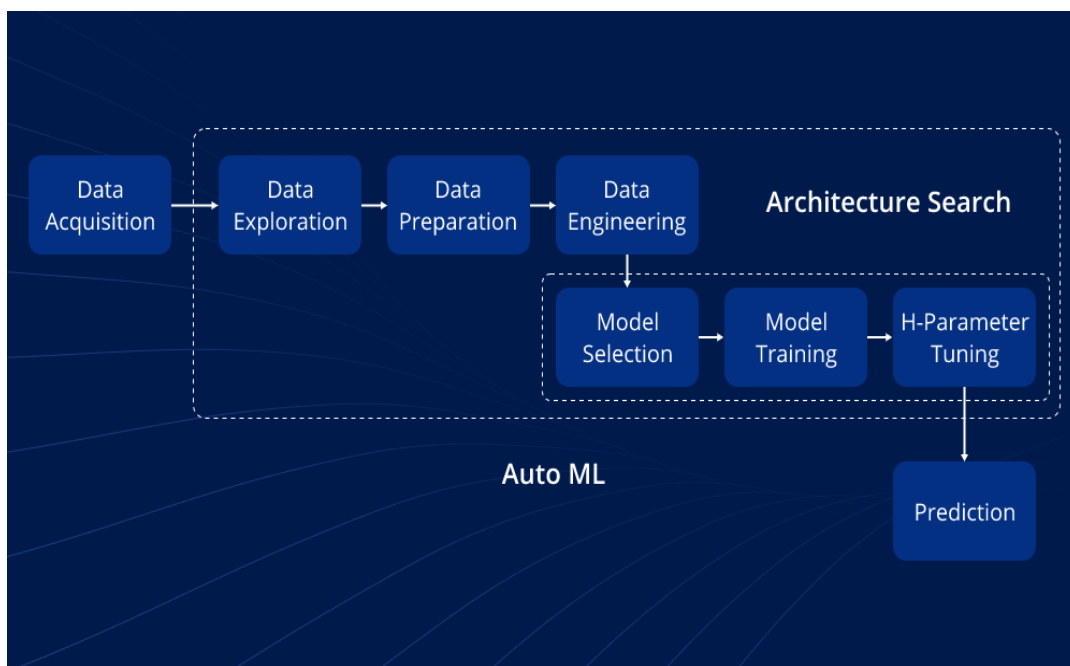 Data
Acquisition
Data
Exploration
Data
Preparation
Data
Engineering
Architecture Search
Model
Selection
Model
Training
H-Parameter
Tuning
Auto ML
Prediction